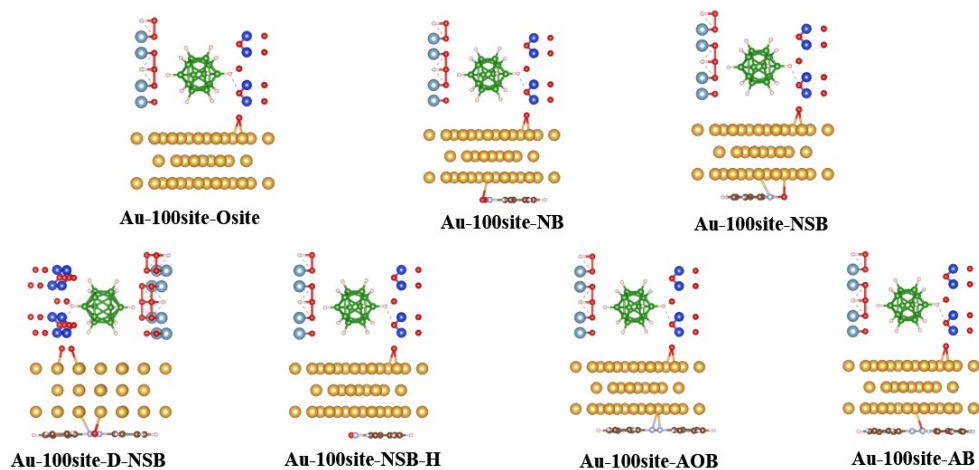 Au-100site-Osite
Au-100site-NB
Au-100site-NSB
Au-100site-D-NSB
Au-100site-NSB-H
Au-100site-AOB
Au-100site-AB